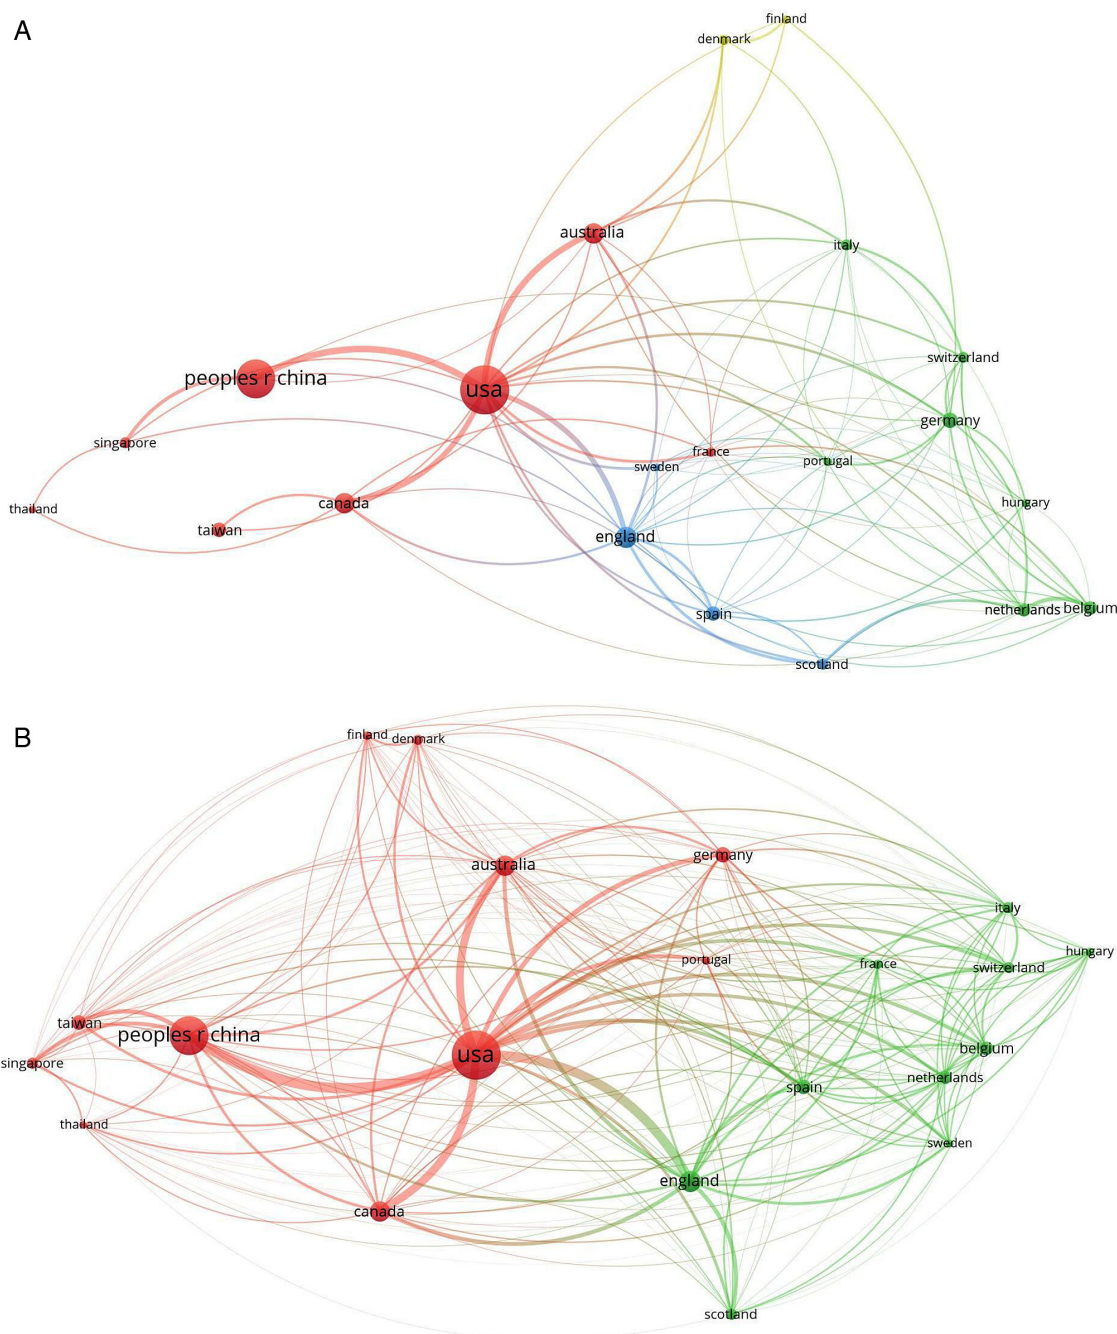 A
finland
denmark
australia
italy
switzerland
peoples r china
usa
germany
singapore
france
sweden
portugal
canada
hungary
thailand
taiwan
england
netherlands
belgium
spain
scotland
B
finland
denmark
australia
germany
italy
hungary
portugal
france
switzerland
taiwan
peoples r china
usa
belgium
singapore
netherlands
spain
thailand
sweden
england
canada
scotland